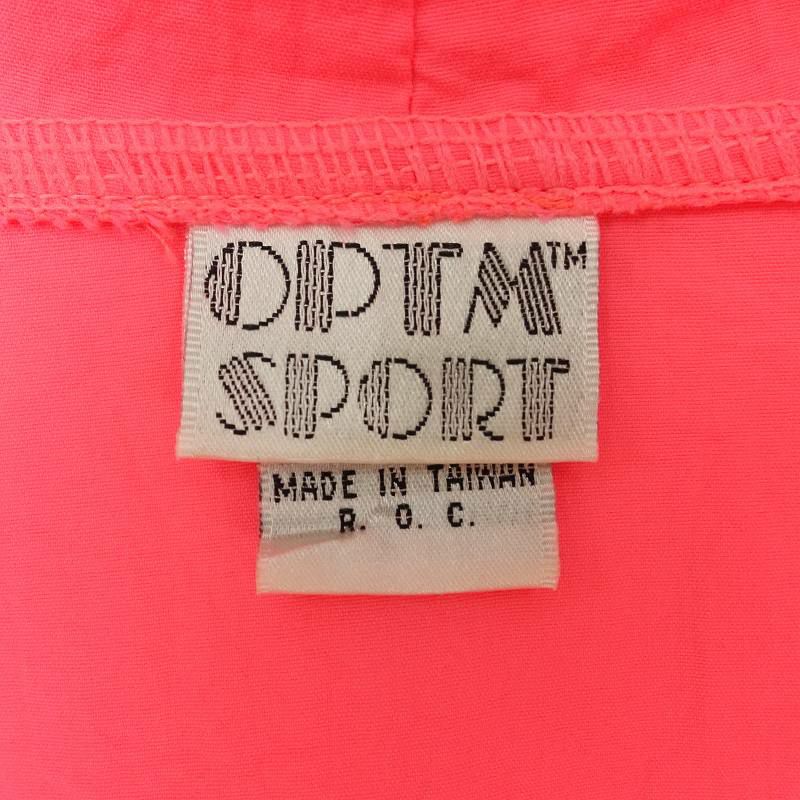 OPTM™
SPORT
MADE IN TAIWAN
R. O. C.